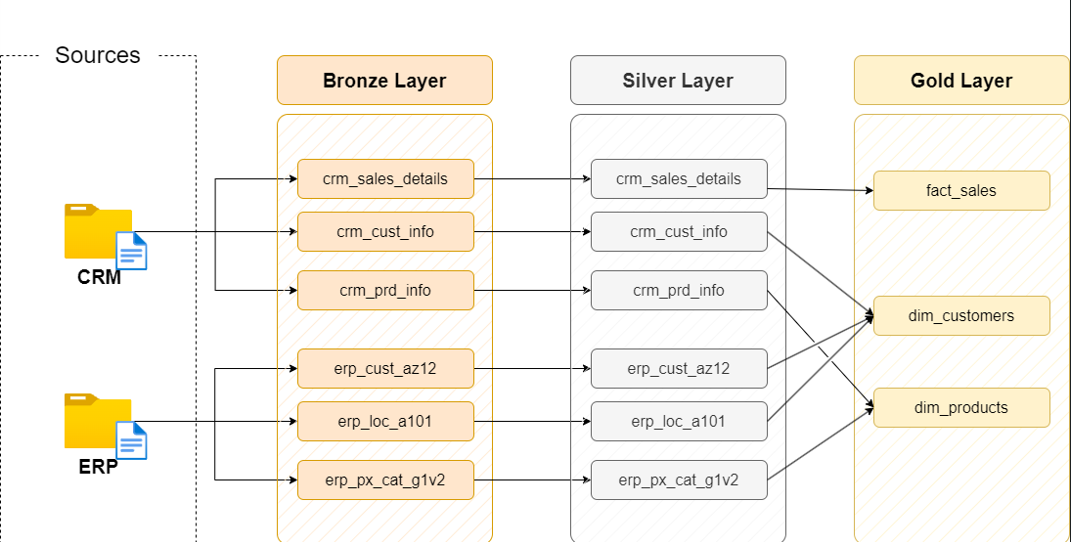 Sources
Bronze Layer
Silver Layer
Gold Layer
crm_sales_details
crm_sales_details
fact_sales
crm_cust_info
crm_cust_info
CRM
crm_prd_info
crm_prd_info
dim_customers
erp_cust_az12
erp_cust_az12
dim_products
erp_loc_a101
erp_loc_a101
ERP
erp_px_cat_g1v2
erp_px_cat_g1v2